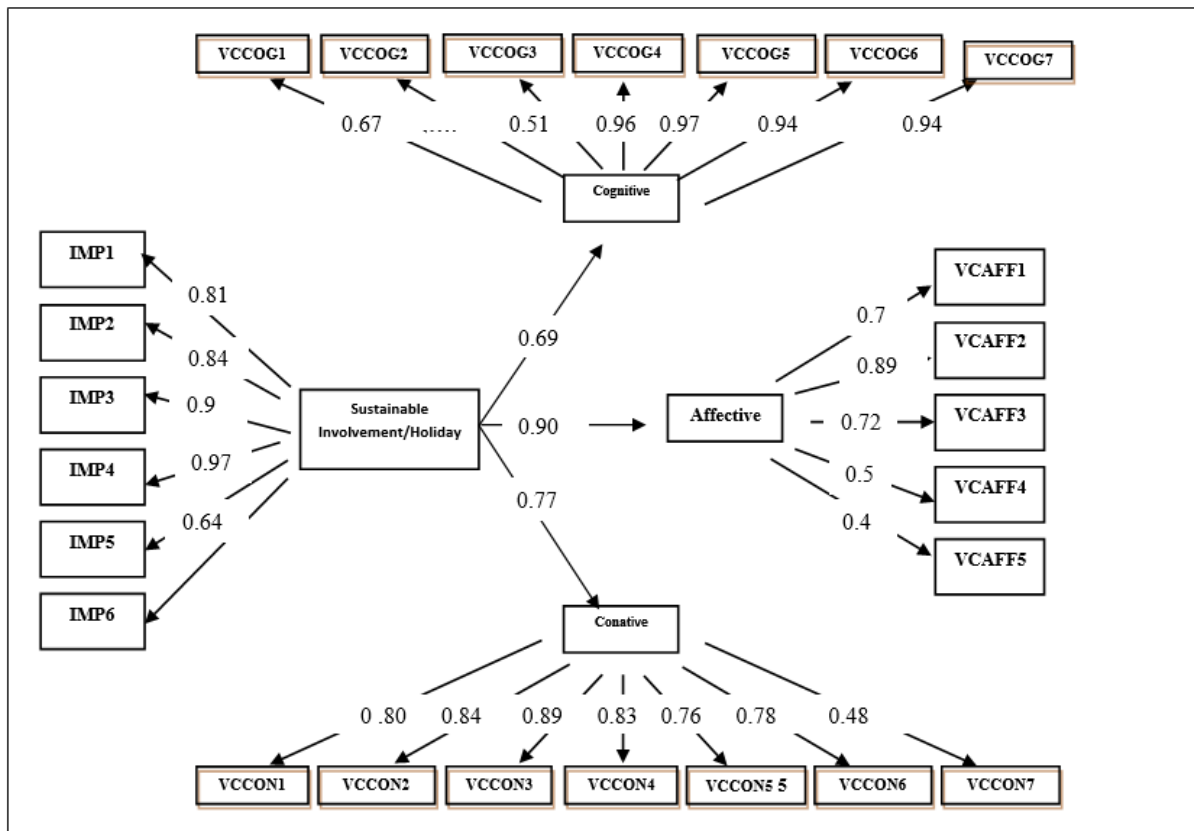 VCCOG1
VCCOG2
VCCOG3
VCCOG4
VCCOG5
VCCOG6
VCCOG7
0.67
0.51
0.96
0.97
0.94
0.94
Cognitive
IMP1
IMP2
IMP3
IMP4
IMP5
IMP6
0.81
0.84
0.9
0.97
0.64
Sustainable
Involvement/Holiday
0.69
0.90
0.77
Affective
0.7
0.89
0.72
0.5
0.4
VCAFF1
VCAFF2
VCAFF3
VCAFF4
VCAFF5
Conative
0 .80
0.84
0.89
0.83
0.76
0.78
0.48
VCCON1
VCCON2
VCCON3
VCCON4
VCCON5 5
VCCON6
VCCON7